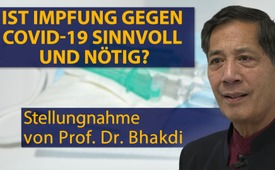 IST IMPFUNG GEGEN
COVID-19 SINNVOLL
UND NÖTIG?
Stellungnahme
von Prof. Dr. Bhakdi